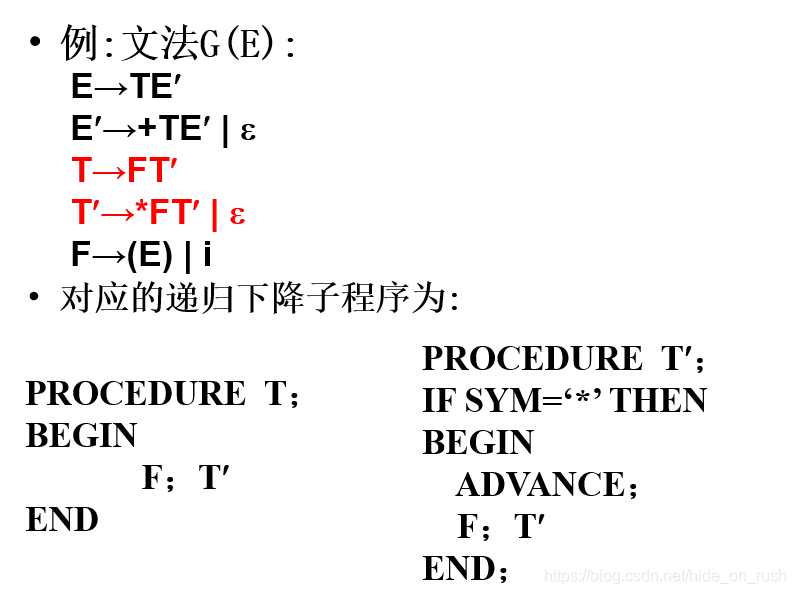 • 例:文法G(E):
E→TE′
E′→+TE′ | ε
T→FT′
T′→*FT′ | ε
F→(E) | i
• 对应的递归下降子程序为:
PROCEDURE T；
BEGIN
F；T′
END
PROCEDURE T′；
IF SYM=‘*’ THEN
BEGIN
ADVANCE；
F；T′
END；
https://blog.csdn.net/hide_on_rush